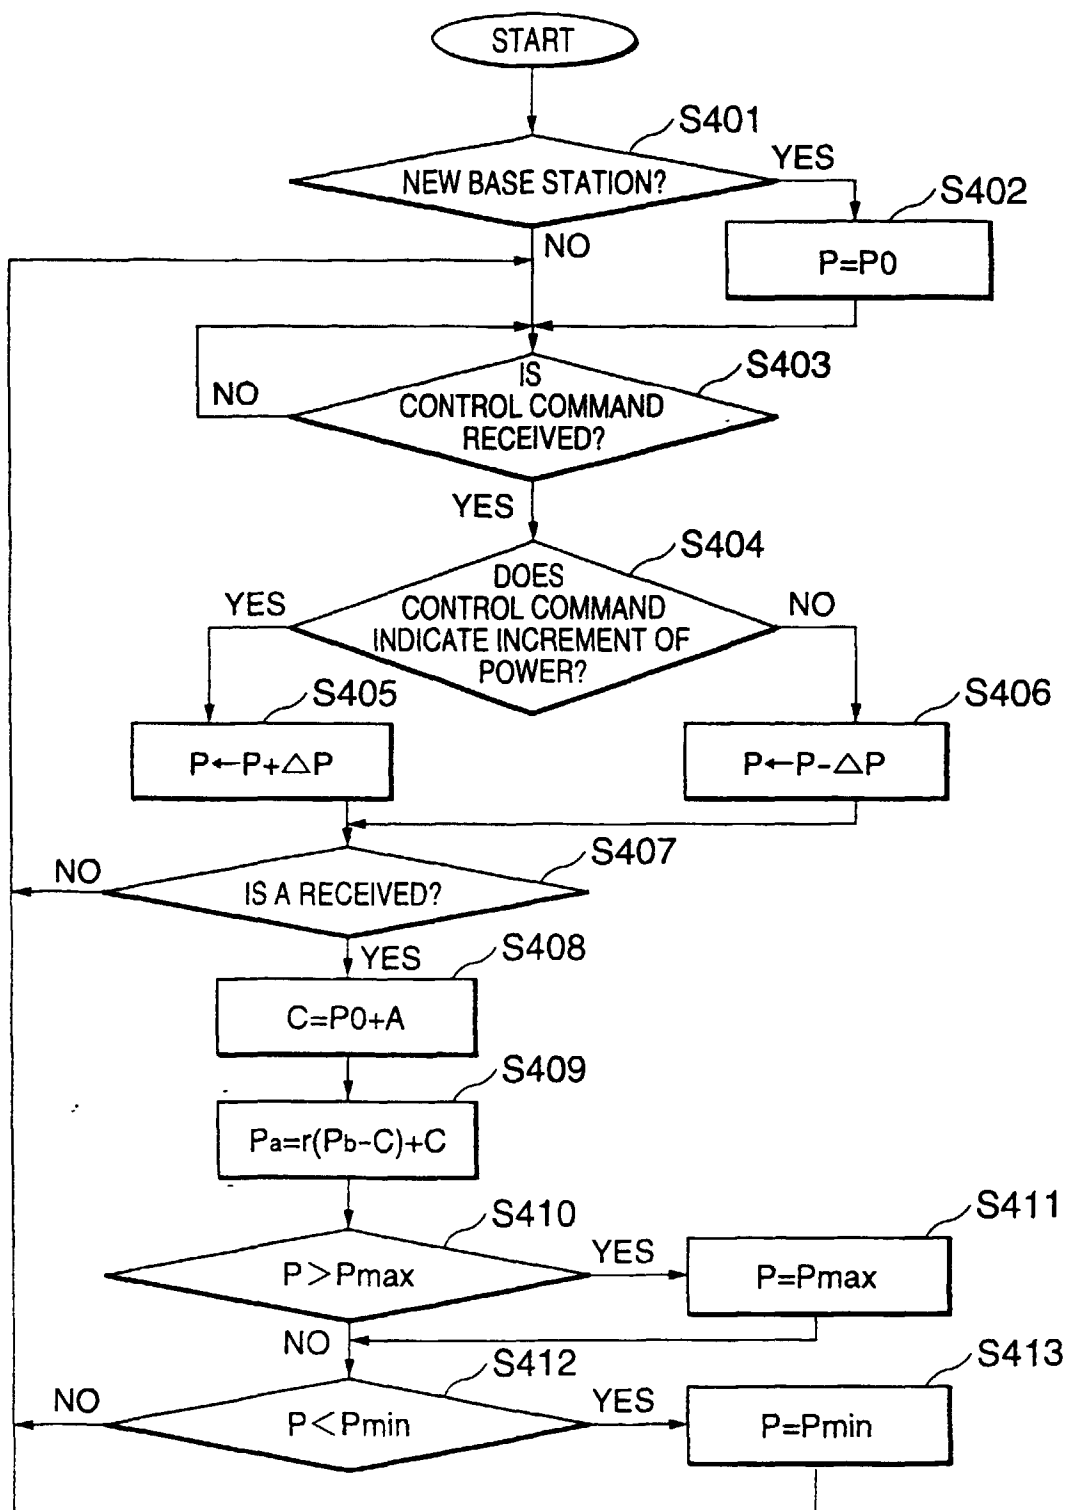 START
S401
NEW BASE STATION?
YES
S402
P=P0
NO
S403
IS
CONTROL COMMAND
RECEIVED?
NO
YES
S404
DOES
CONTROL COMMAND
INDICATE INCREMENT OF
POWER?
YES
NO
S405
P←P+△P
S406
P←P-△P
S407
IS A RECEIVED?
NO
YES
S408
C=P0+A
S409
Pa=r(Pb-C)+C
S410
P>Pmax
YES
S411
P=Pmax
NO
S412
P<Pmin
NO
YES
S413
P=Pmin